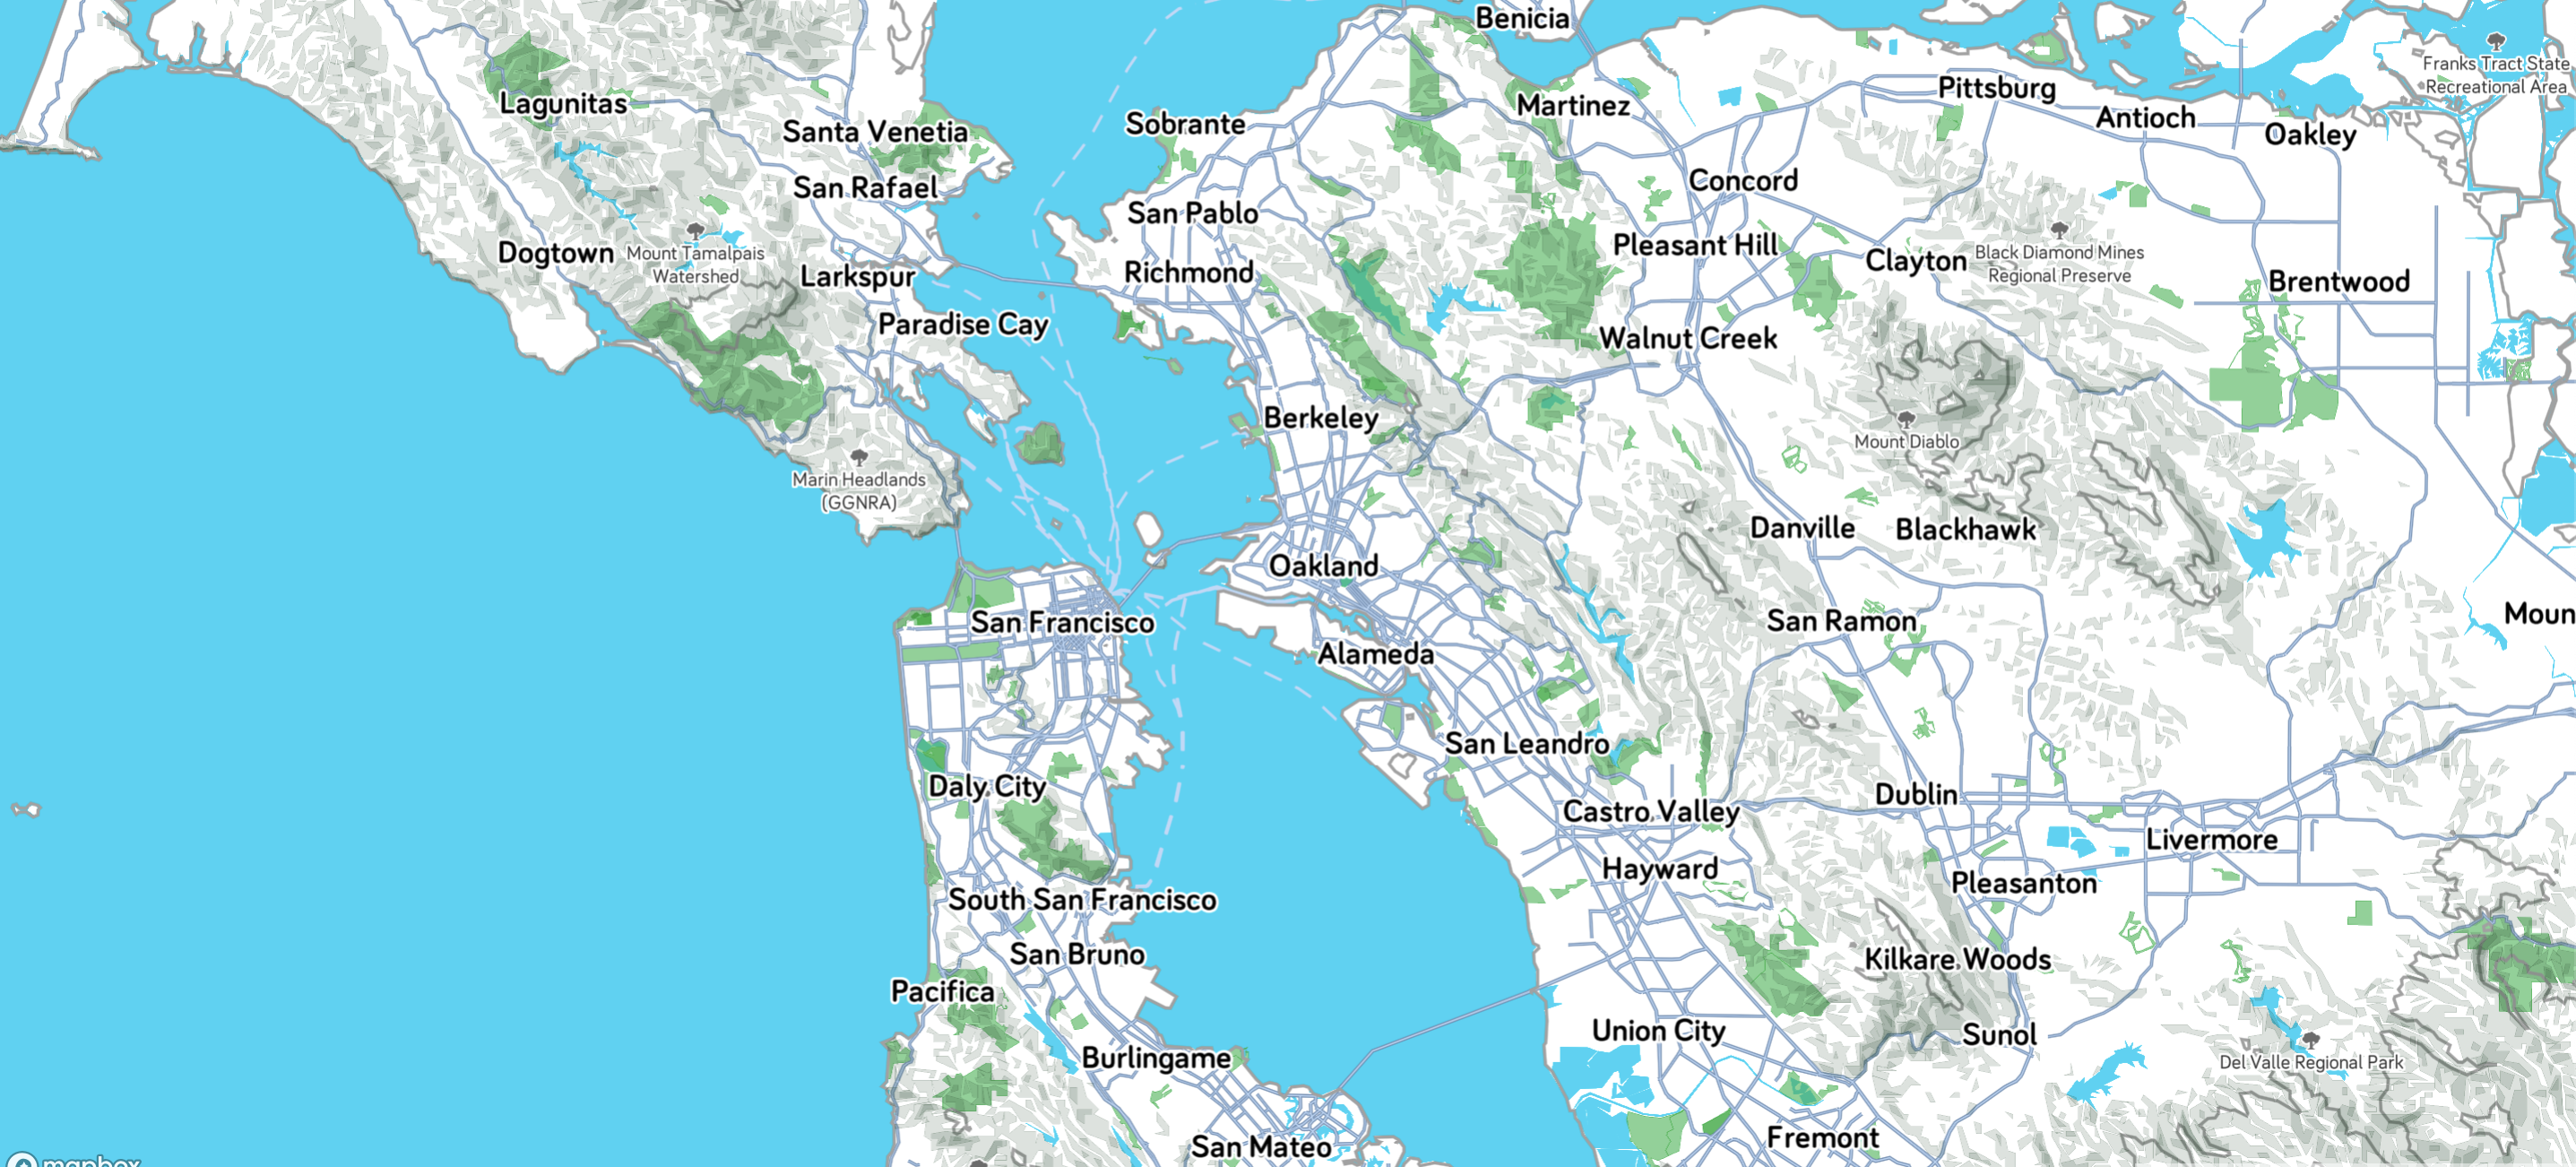 Benicia
Franks Tract State
Recreational Area
Pittsburg
Lagunitas
Martinez
Antioch
Sobrante
Santa Venetia
Oakley
Concord
San Rafael
San Pablo
Pleasant Hill
Dogtown
Mount Tamalpais
Watershed
Black Diamond Mines
Regional Preserve
Clayton
Larkspur
Richmond
Brentwood
Paradise Cay
Walnut Creek
Berkeley
Mount Diablo
Marin Headlands
(GGNRA)
Danville
Blackhawk
Oakland
Moun
San Francisco
San Ramon
Alameda
San Leandro
Daly City
Dublin
Castro Valley
Livermore
Hayward
Pleasanton
South San Francisco
San Bruno
Kilkare Woods
Pacifica
Union City
Sunol
Burlingame
Del Valle Regional Park
Fremont
San Mateo
mapbox